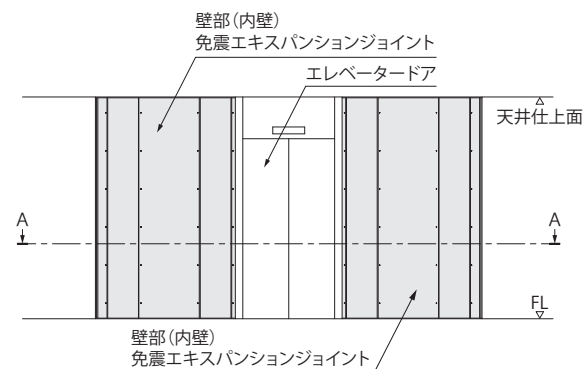 壁部(内壁)
免震エキスパンションジョイント
エレベータードア
天井仕上面
A
A
FL
壁部(内壁)
免震エキスパンションジョイント